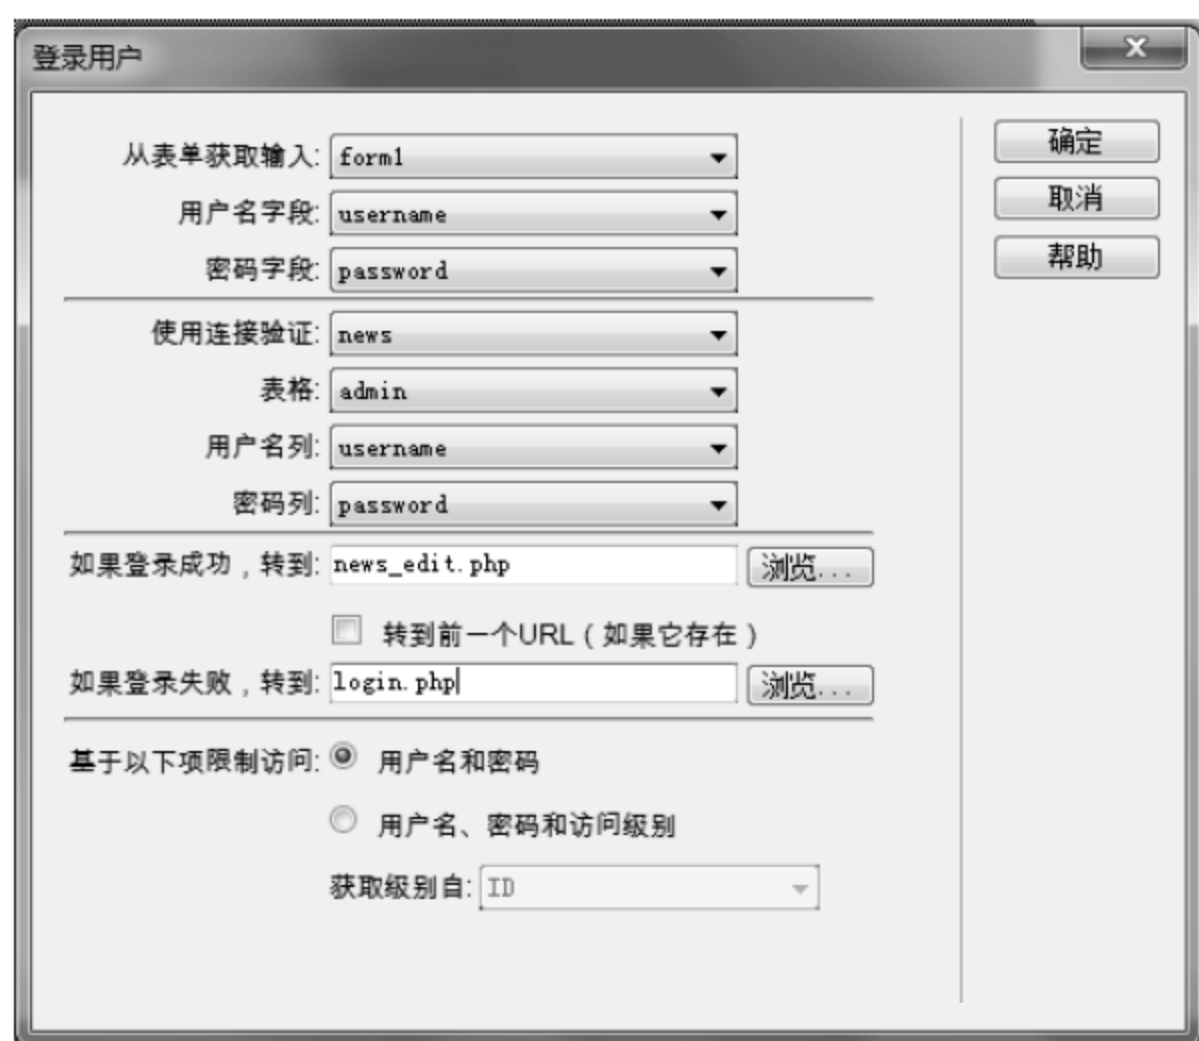 登录用户
从表单获取输入: form1
用户名字段: username
密码字段: password
使用连接验证: news
表格: admin
用户名列: username
密码列: password
如果登录成功，转到: news_edit.php 浏览...
转到前一个URL（如果它存在）
如果登录失败，转到: login.php 浏览...
基于以下项限制访问: 用户名和密码
用户名、密码和访问级别
获取级别自: ID
确定
取消
帮助